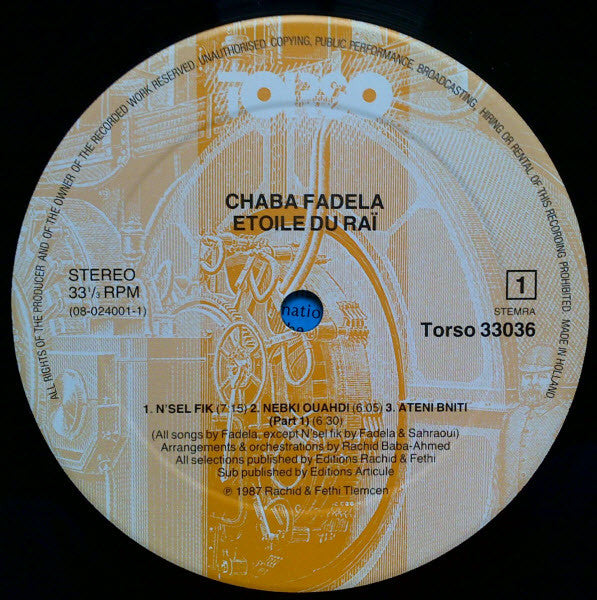 ALL RIGHTS OF THE PRODUCER AND OF THE OWNER OF THE RECORDED WORK RESERVED. UNAUTHORISED. COPYING, PUBLIC PERFORMANCE. BROADCASTING, HIRING OR RENTAL OF THIS RECORDING PROHIBITED. MADE IN HOLLAND
TORSO
CHABA FADELA
ETOILE DU RAÏ
STEREO
33⅓ RPM
(08-024001-1)
1
STEMRA
Torso 33036
natio
1. N'SEL FIK (7:15) 2. NEBKI OUAHDI (6:05) 3. ATENI BNITI
(Part 1) (6:30)
(All songs by Fadela, except N'sel fik by Fadela & Sahraoui)
Arrangements & orchestrations by Rachid Baba-Ahmed
All selections published by Editions Rachid & Fethi
Sub published by Editions Articule
℗ 1987 Rachid & Fethi Tlemcen